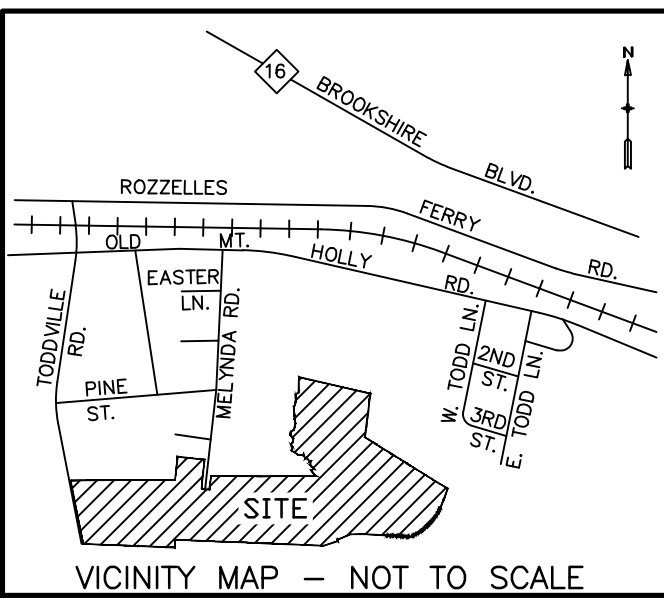 N
16
BROOKSHIRE
BLVD.
ROZZELLES
FERRY
RD.
OLD MT. HOLLY RD.
EASTER
LN.
TODDVILLE
RD.
MELYNDA RD.
PINE
ST.
W. TODD LN.
2ND
ST.
3RD
ST.
E. TODD LN.
SITE
VICINITY MAP – NOT TO SCALE